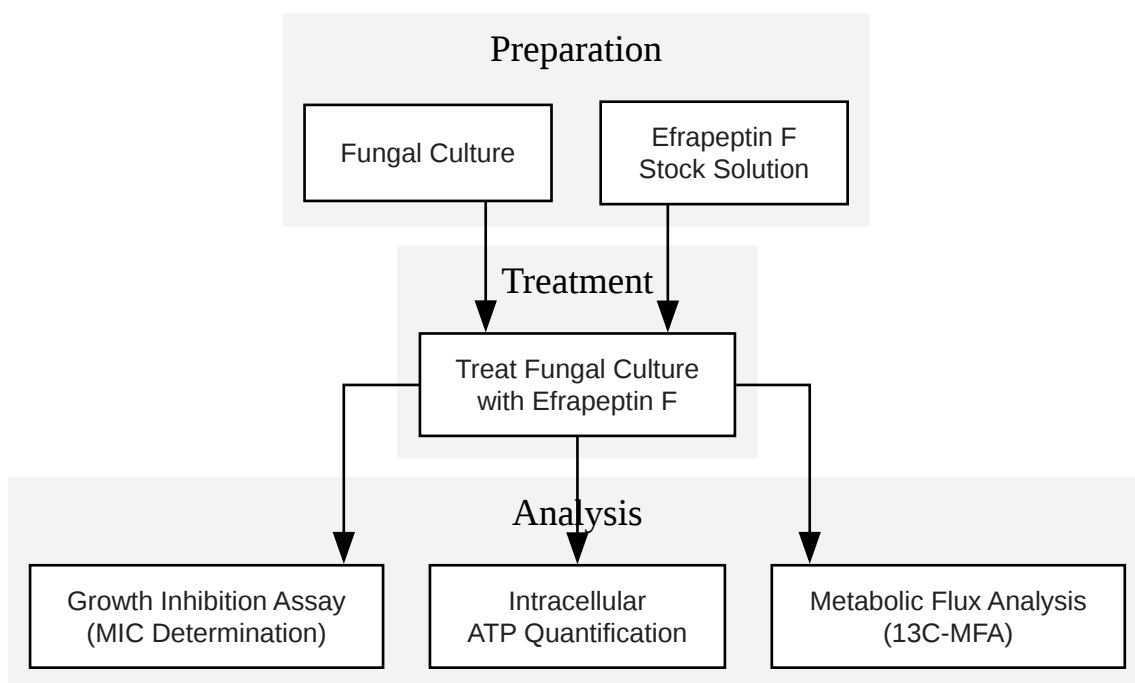 Preparation
Fungal Culture
Efrapeptin F
Stock Solution
Treatment
Treat Fungal Culture
with Efrapeptin F
Analysis
Growth Inhibition Assay
(MIC Determination)
Intracellular
ATP Quantification
Metabolic Flux Analysis
(13C-MFA)